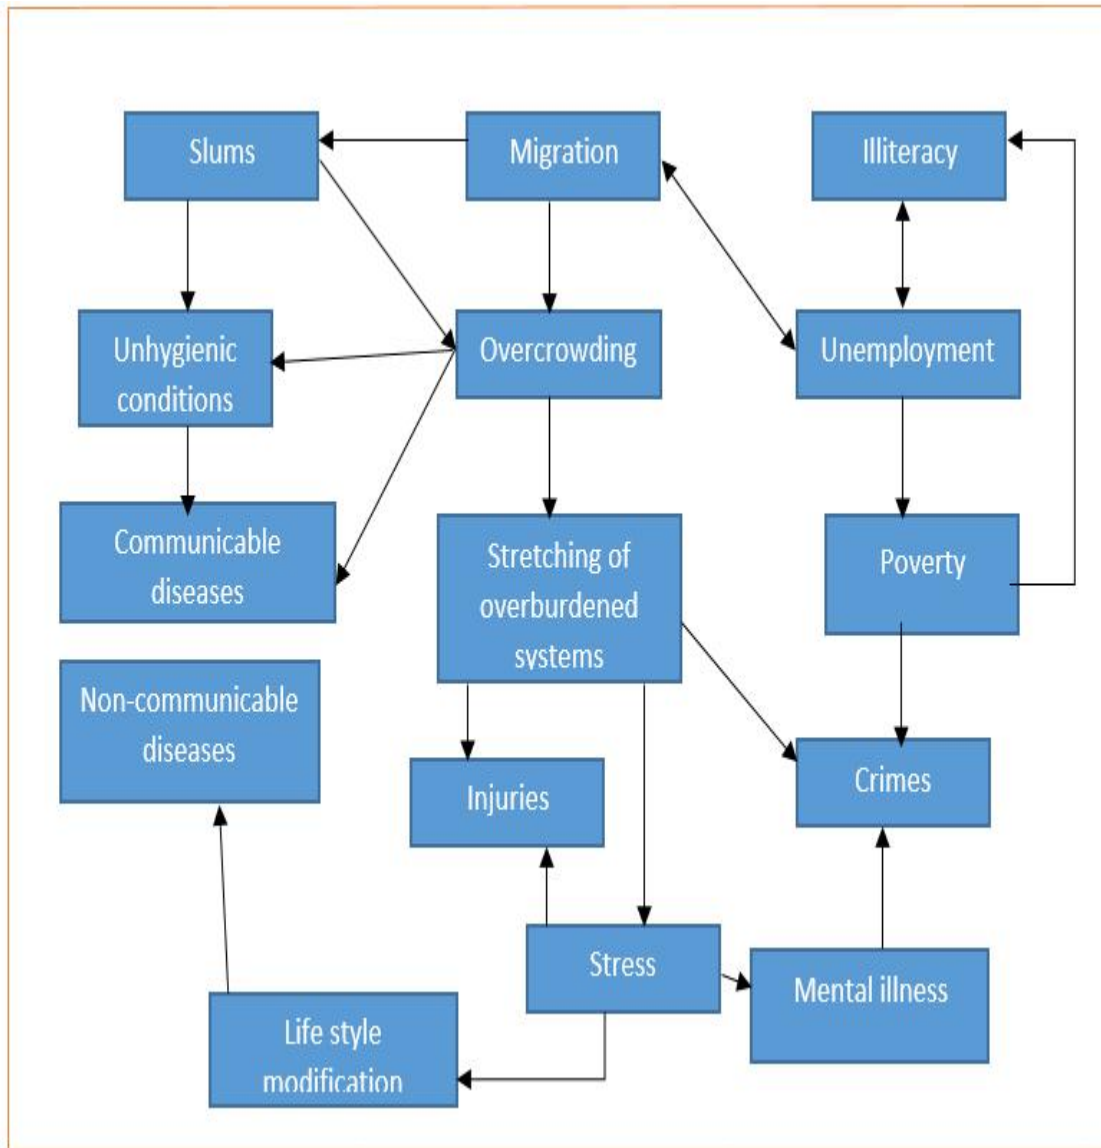 Slums
Migration
Illiteracy
Unhygienic
conditions
Overcrowding
Unemployment
Communicable
diseases
Stretching of
overburdened
systems
Poverty
Non-communicable
diseases
Injuries
Crimes
Stress
Mental illness
Life style
modification